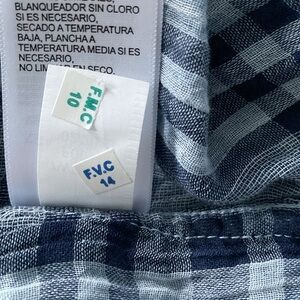 BLANQUEADOR SIN CLORO
SI ES NECESARIO,
SECADO A TEMPERATURA
BAJA, PLANCHA A
TEMPERATURA MEDIA SI ES
NECESARIO,
NO EN SECO.
F.M.C
10
F.V.C
14